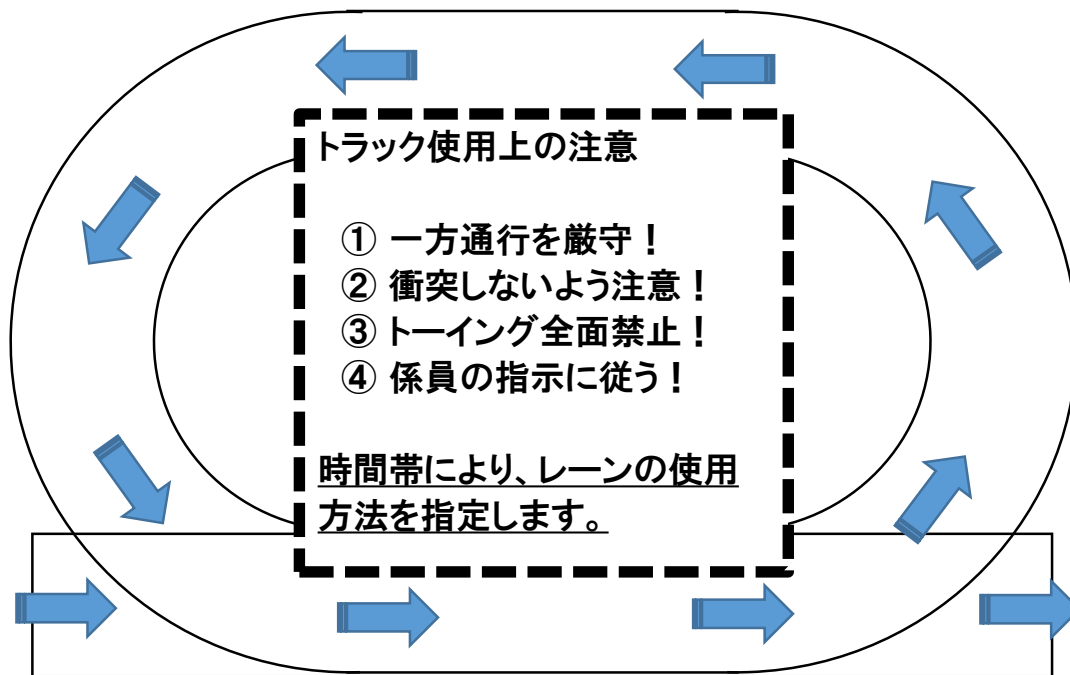 トラック使用上の注意
① 一方通行を厳守！
② 衝突しないよう注意！
③ トーイング全面禁止！
④ 係員の指示に従う！
時間帯により、レーンの使用
方法を指定します。